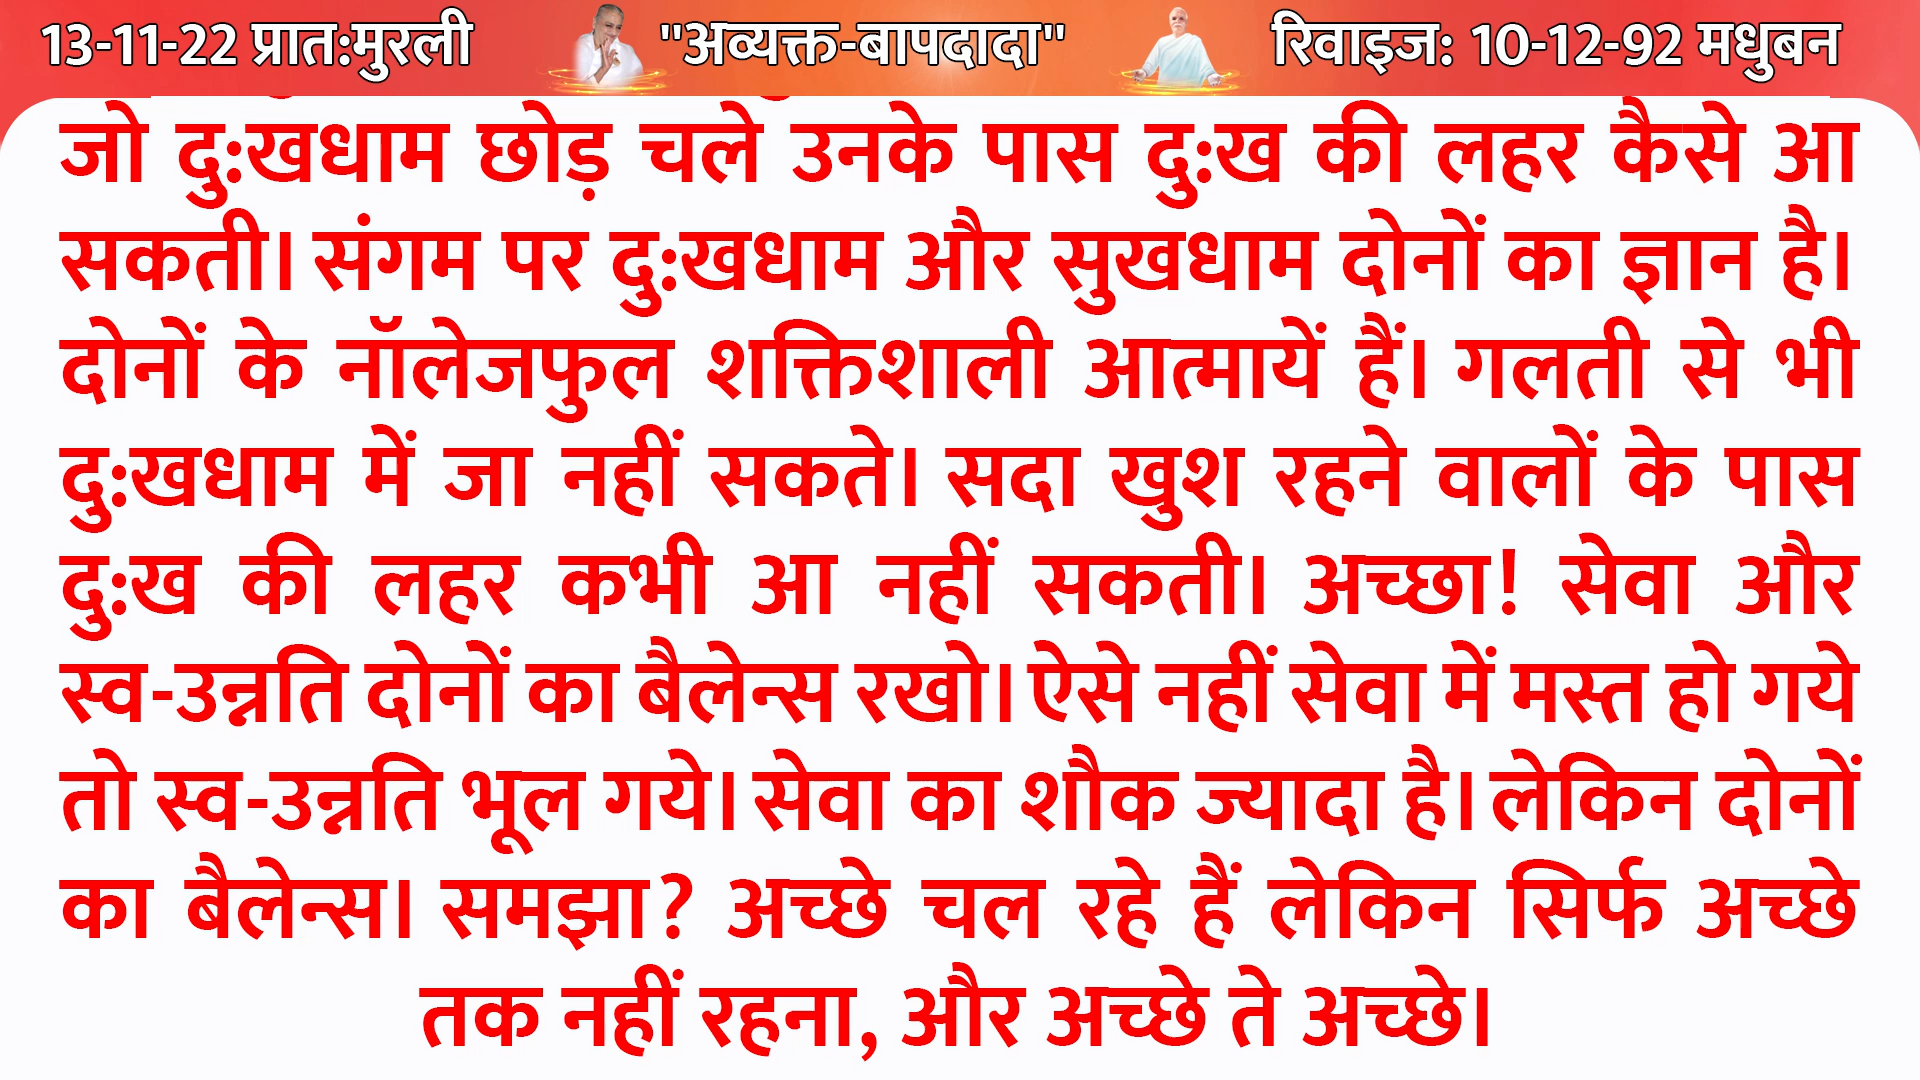 13-11-22 प्रात:मुरली "अव्यक्त-बापदादा" रिवाइज: 10-12-92 मधुबन
जो दु:खधाम छोड़ चले उनके पास दु:ख की लहर कैसे आ
सकती। संगम पर दु:खधाम और सुखधाम दोनों का ज्ञान है।
दोनों के नॉलेजफुल शक्तिशाली आत्मायें हैं। गलती से भी
दु:खधाम में जा नहीं सकते। सदा खुश रहने वालों के पास
दु:ख की लहर कभी आ नहीं सकती। अच्छा! सेवा और
स्व-उन्नति दोनों का बैलेन्स रखो। ऐसे नहीं सेवा में मस्त हो गये
तो स्व-उन्नति भूल गये। सेवा का शौक ज्यादा है। लेकिन दोनों
का बैलेन्स। समझा? अच्छे चल रहे हैं लेकिन सिर्फ अच्छे
तक नहीं रहना, और अच्छे ते अच्छे।